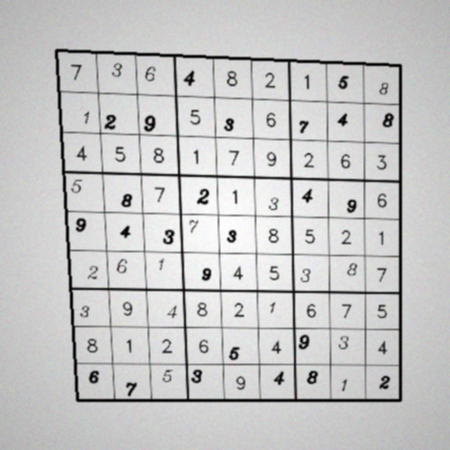 7 3 6 4 8 2 1 5 8
1 2 9 5 3 6 7 4 8
4 5 8 1 7 9 2 6 3
5 8 7 2 1 3 4 9 6
9 4 3 7 3 8 5 2 1
2 6 1 9 4 5 3 8 7
3 9 4 8 2 1 6 7 5
8 1 2 6 5 4 9 3 4
6 7 5 3 9 4 8 1 2